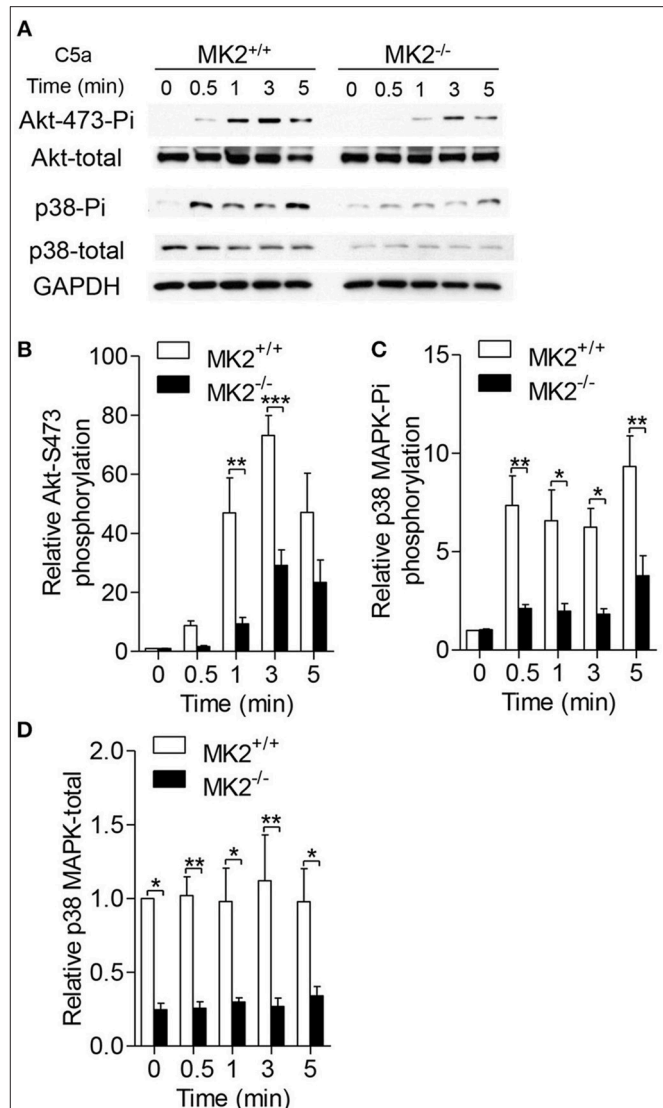 A
C5a MK2+/+ MK2-/-
Time (min) 0 0.5 1 3 5 0 0.5 1 3 5
Akt-473-Pi
Akt-total
p38-Pi
p38-total
GAPDH
B
MK2+/+
MK2-/-
Relative Akt-S473
phosphorylation
100
80
60
40
20
0
** ***
0 0.5 1 3 5
Time (min)
C
MK2+/+
MK2-/-
Relative p38 MAPK-Pi
phosphorylation
15
10
5
0
** * * **
0 0.5 1 3 5
Time (min)
D
MK2+/+
MK2-/-
Relative p38 MAPK-total
2.0
1.5
1.0
0.5
0.0
* ** * ** *
0 0.5 1 3 5
Time (min)